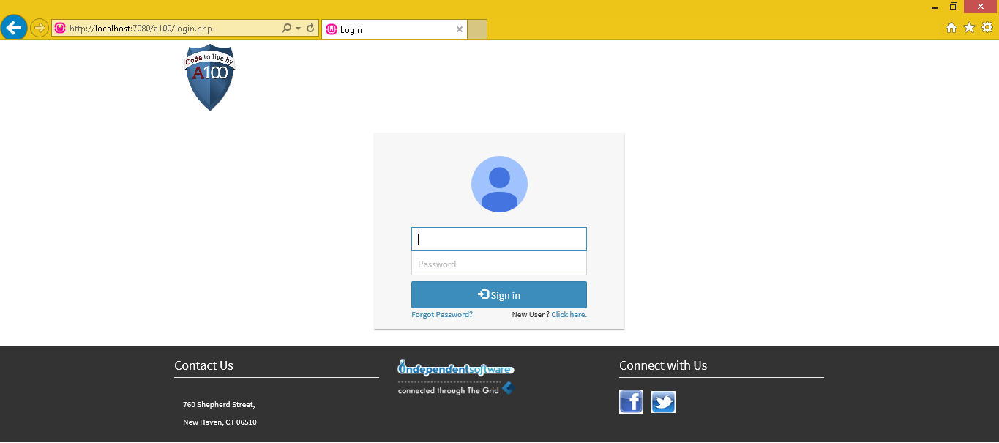 http://localhost:7080/a100/login.php
Login
Code to live by
A100
Password
Sign in
Forgot Password?
New User ? Click here.
Contact Us
760 Shepherd Street,
New Haven, CT 06510
independentsoftware
connected through The Grid
Connect with Us